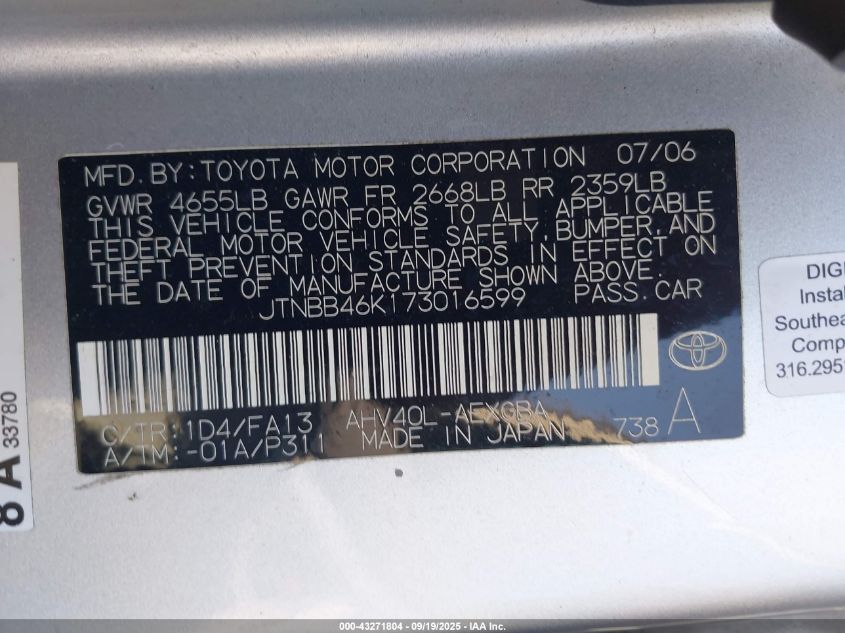 MFD.BY:TOYOTA MOTOR CORPORATION 07/06
GVWR 4655LB GAWR FR 2668LB RR 2359LB
THIS VEHICLE CONFORMS TO ALL APPLICABLE
FEDERAL MOTOR VEHICLE SAFETY,BUMPER,AND
THEFT PREVENTION STANDARDS IN EFFECT ON
THE DATE OF MANUFACTURE SHOWN ABOVE.
JTNBB46K173016599 PASS.CAR
C/TR:1D4/FA13 AHV40L-AEXGBA
A/TM:-01A/P311 MADE IN JAPAN 738 A
8 A 33780
DIGI
Instal
Southea
Comp
316.295
000-43271804 - 09/19/2025 - IAA Inc.